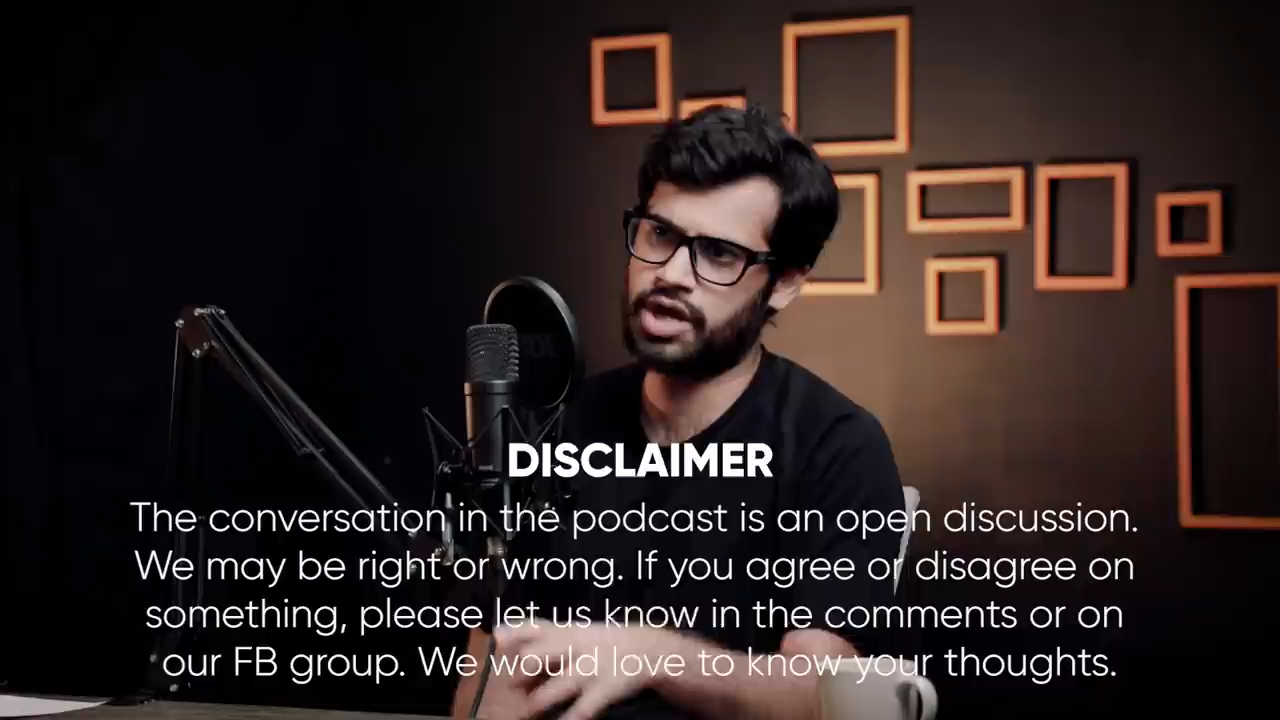 DISCLAIMER
The conversation in the podcast is an open discussion.
We may be right or wrong. If you agree or disagree on
something, please let us know in the comments or on
our FB group. We would love to know your thoughts.